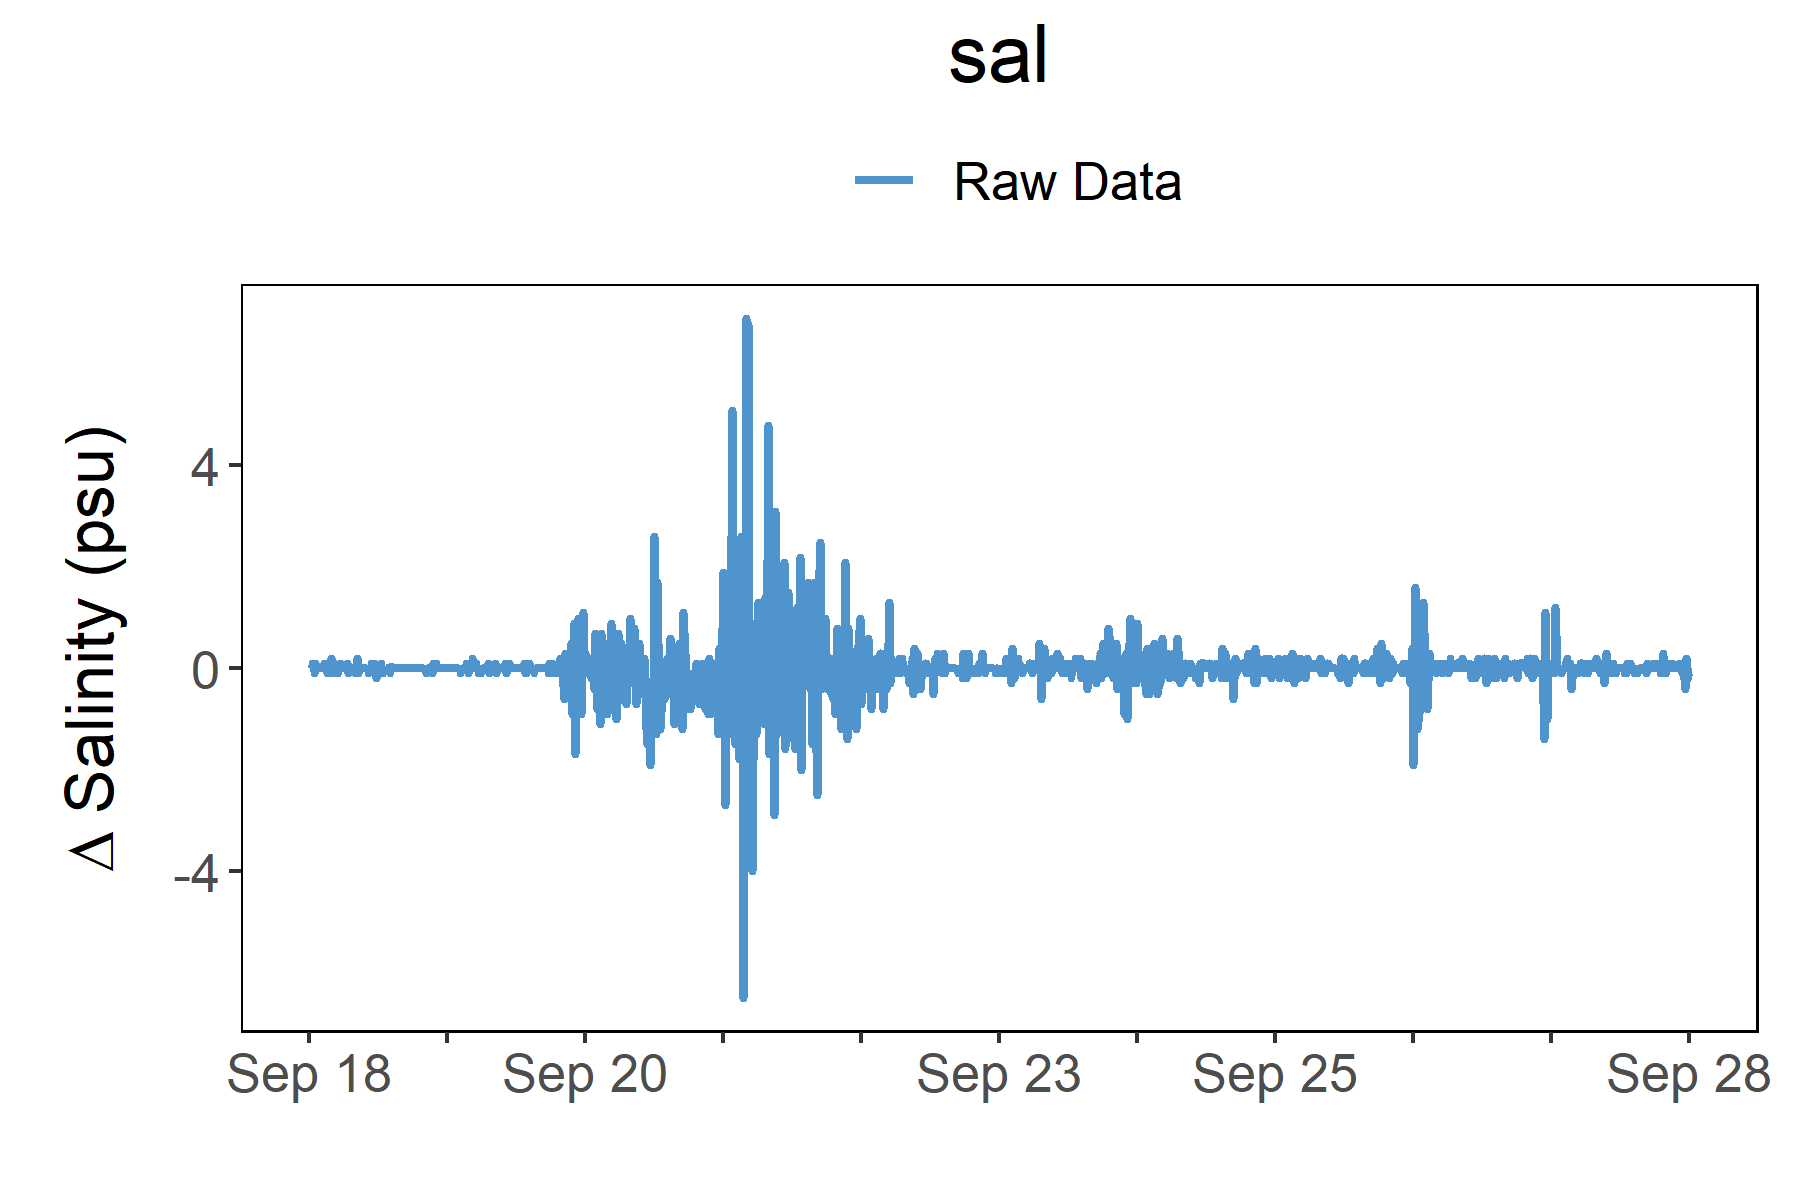 sal
Raw Data
Δ Salinity (psu)
4
0
-4
Sep 18
Sep 20
Sep 23
Sep 25
Sep 28